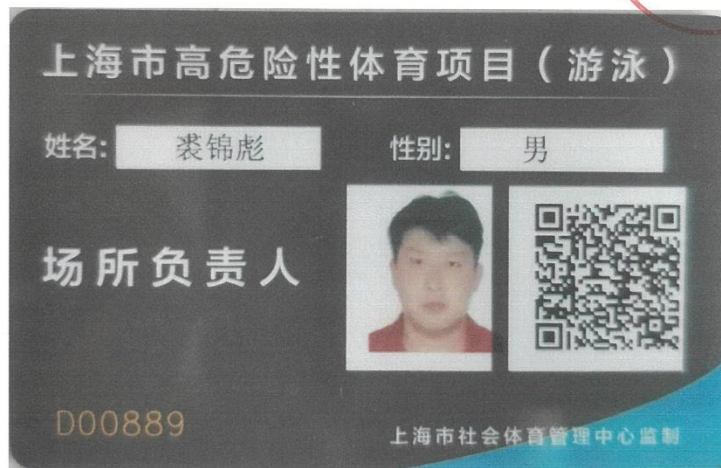 上海市高危险性体育项目（游泳）
姓名: 裘锦彪 性别: 男
场所负责人
D00889
上海市社会体育管理中心监制